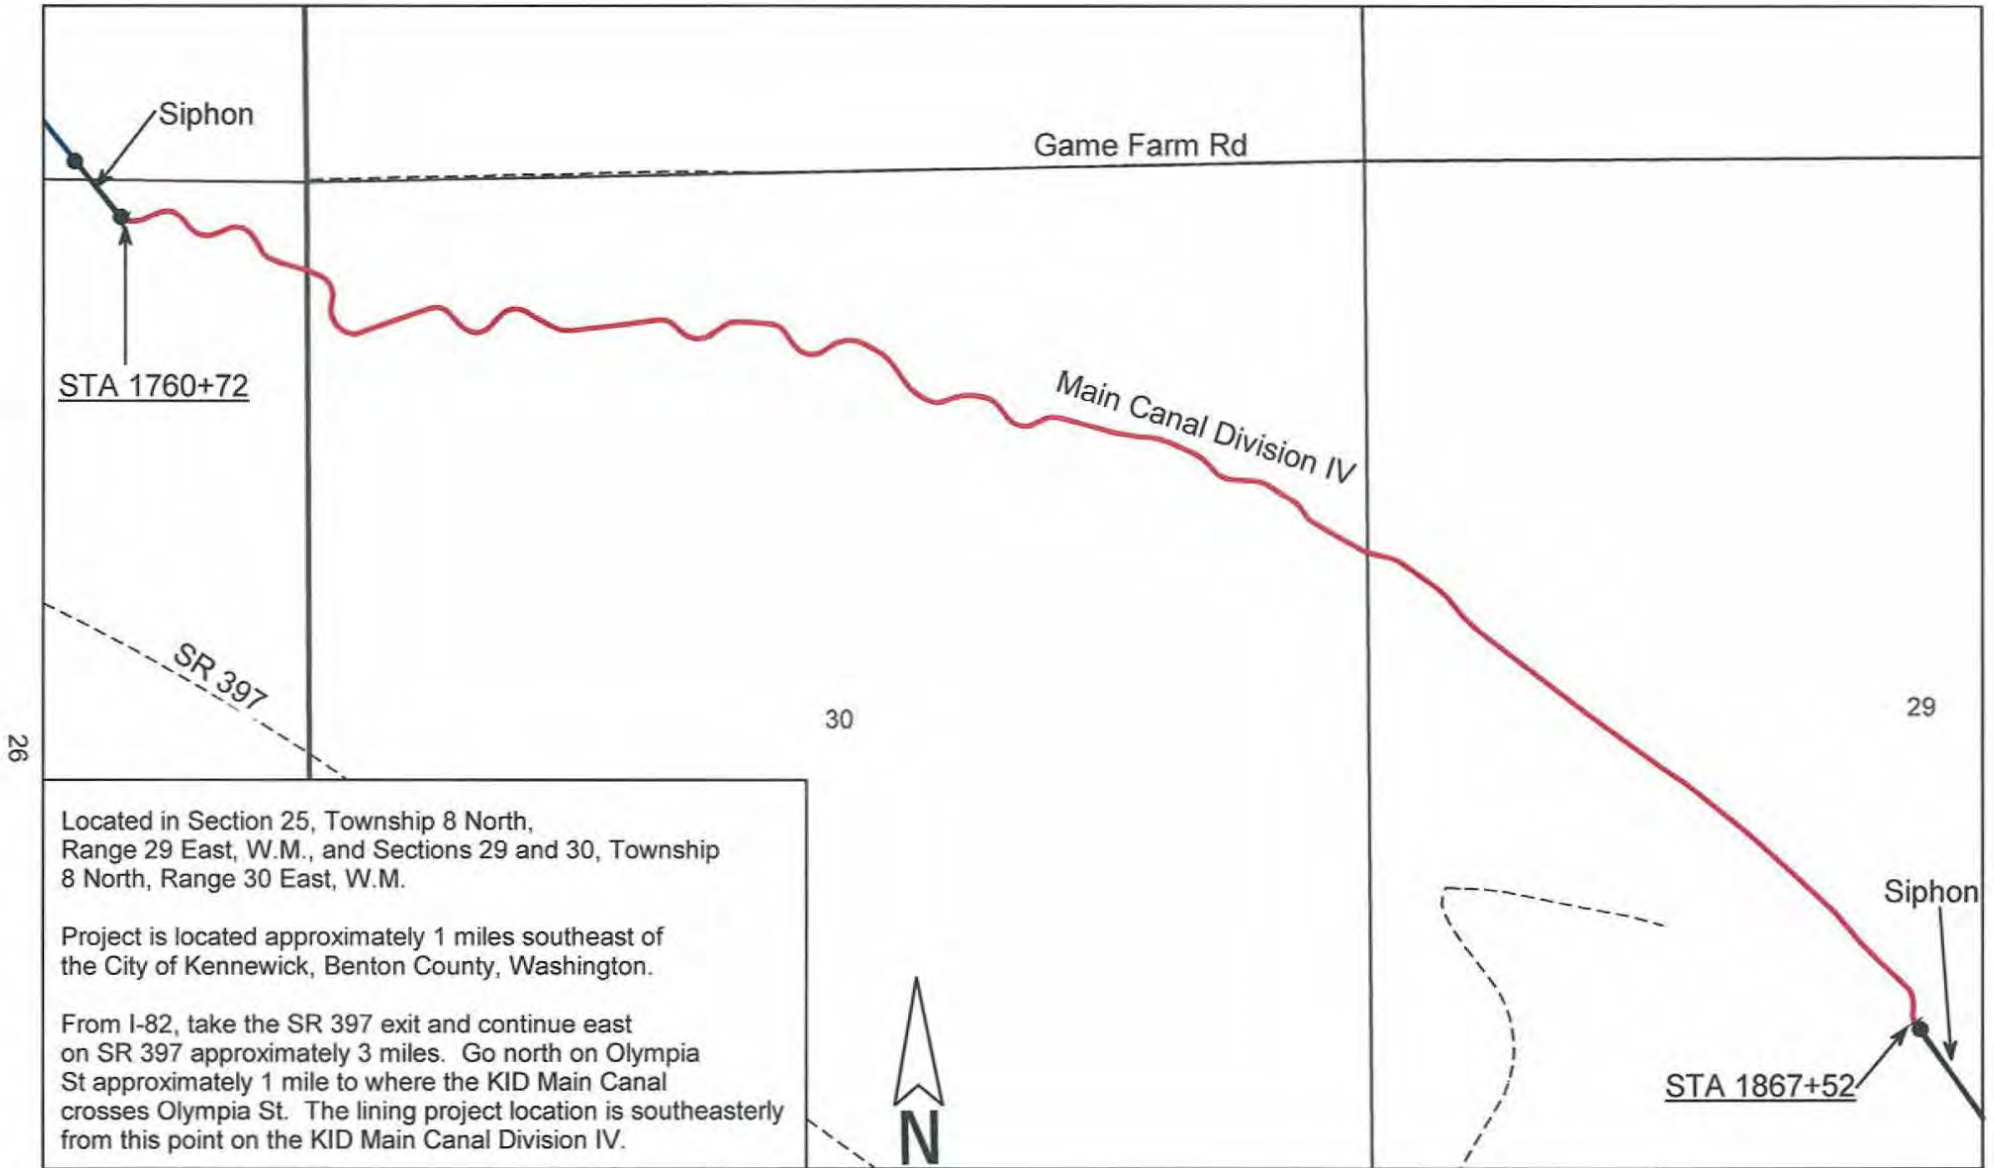 Siphon
Game Farm Rd
STA 1760+72
Main Canal Division IV
SR 397
30
29
26
Located in Section 25, Township 8 North,
Range 29 East, W.M., and Sections 29 and 30, Township
8 North, Range 30 East, W.M.
Project is located approximately 1 miles southeast of
the City of Kennewick, Benton County, Washington.
From I-82, take the SR 397 exit and continue east
on SR 397 approximately 3 miles. Go north on Olympia
St approximately 1 mile to where the KID Main Canal
crosses Olympia St. The lining project location is southeasterly
from this point on the KID Main Canal Division IV.
Siphon
STA 1867+52
N